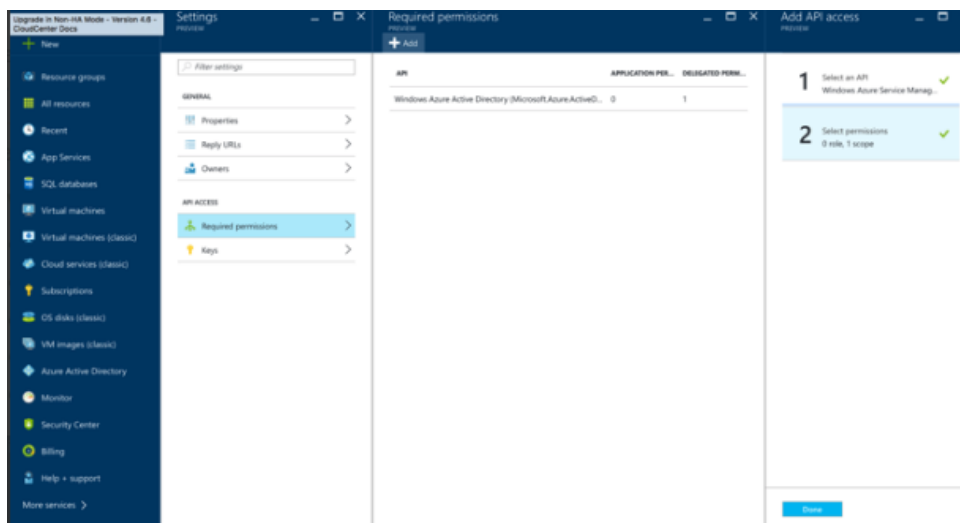 Upgrade in Non-HA Mode - Version 4.6 -
CloudCenter Docs
New
Resource groups
All resources
Recent
App Services
SQL databases
Virtual machines
Virtual machines (classic)
Cloud services (classic)
Subscriptions
OS disks (classic)
VM images (classic)
Azure Active Directory
Monitor
Security Center
Billing
Help + support
More services
Settings
PREVIEW
Filter settings
GENERAL
Properties
Reply URLs
Owners
API ACCESS
Required permissions
Keys
Required permissions
PREVIEW
Add
API APPLICATION PER... DELEGATED PERM...
Windows Azure Active Directory (Microsoft.Azure.ActiveD... 0 1
Add API access
PREVIEW
1 Select an API
Windows Azure Service Manag...
2 Select permissions
0 role, 1 scope
Done